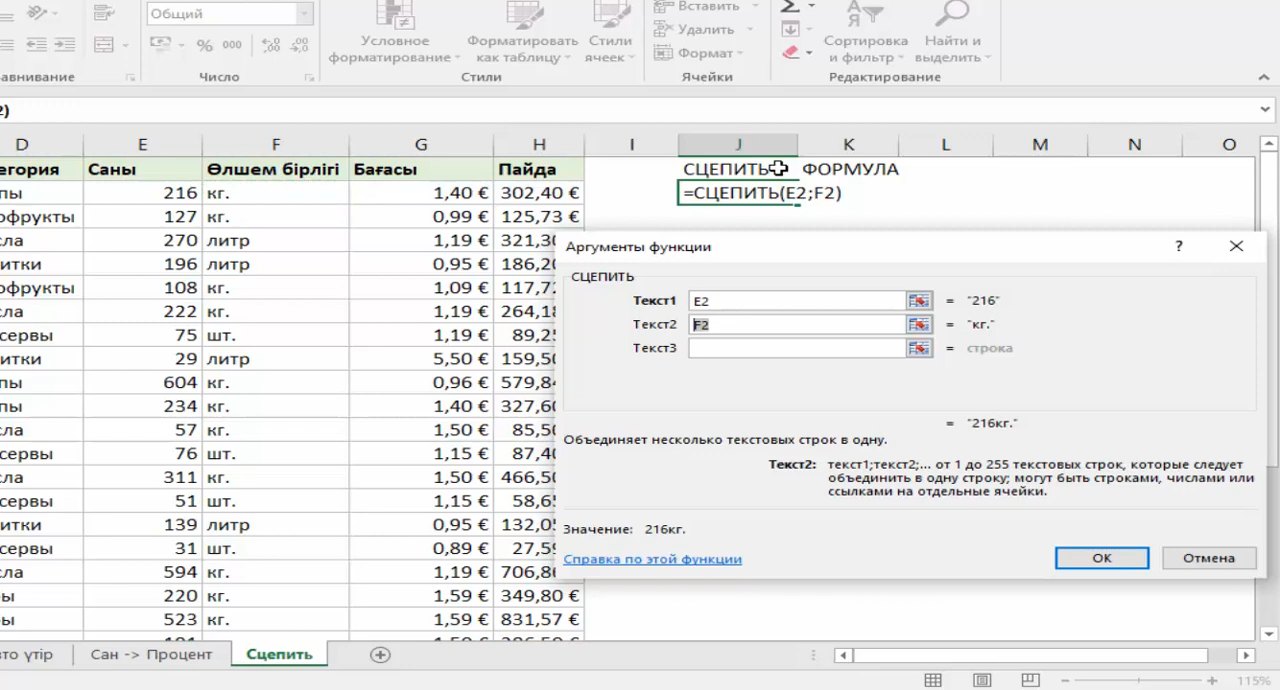 Общий
Вставить
Удалить
Формат
% 000
Условное форматирование
Форматировать как таблицу
Стили ячеек
Сортировка и фильтр
Найти и выделить
Число
Стили
Ячейки
Редактирование
2)
D E F G H I J K L M N O
Саны Өлшем бірлігі Бағасы Пайда СЦЕПИТЬ ФОРМУЛА
216 кг. 1,40 € 302,40 € =СЦЕПИТЬ(E2;F2)
офрукты 127 кг. 0,99 € 125,73 €
270 литр 1,19 €
196 литр 0,95 €
офрукты 108 кг. 1,09 €
222 кг. 1,19 €
75 шт. 1,19 €
29 литр 5,50 €
604 кг. 0,96 €
234 кг. 1,40 €
57 кг. 1,50 €
76 шт. 1,15 €
311 кг. 1,50 €
51 шт. 1,15 €
139 литр 0,95 €
31 шт. 0,89 €
594 кг. 1,19 €
220 кг. 1,59 € 349,80 €
523 кг. 1,59 € 831,57 €
Аргументы функции ?
СЦЕПИТЬ
Текст1 E2 = "216"
Текст2 F2 = "кг."
Текст3 = строка
= "216кг."
Объединяет несколько текстовых строк в одну.
Текст2: текст1;текст2;... от 1 до 255 текстовых строк, которые следует
объединить в одну строку; могут быть строками, числами или
ссылками на отдельные ячейки.
Значение: 216кг.
Справка по этой функции
ОК Отмена
үтір Сан -> Процент Сцепить
115%